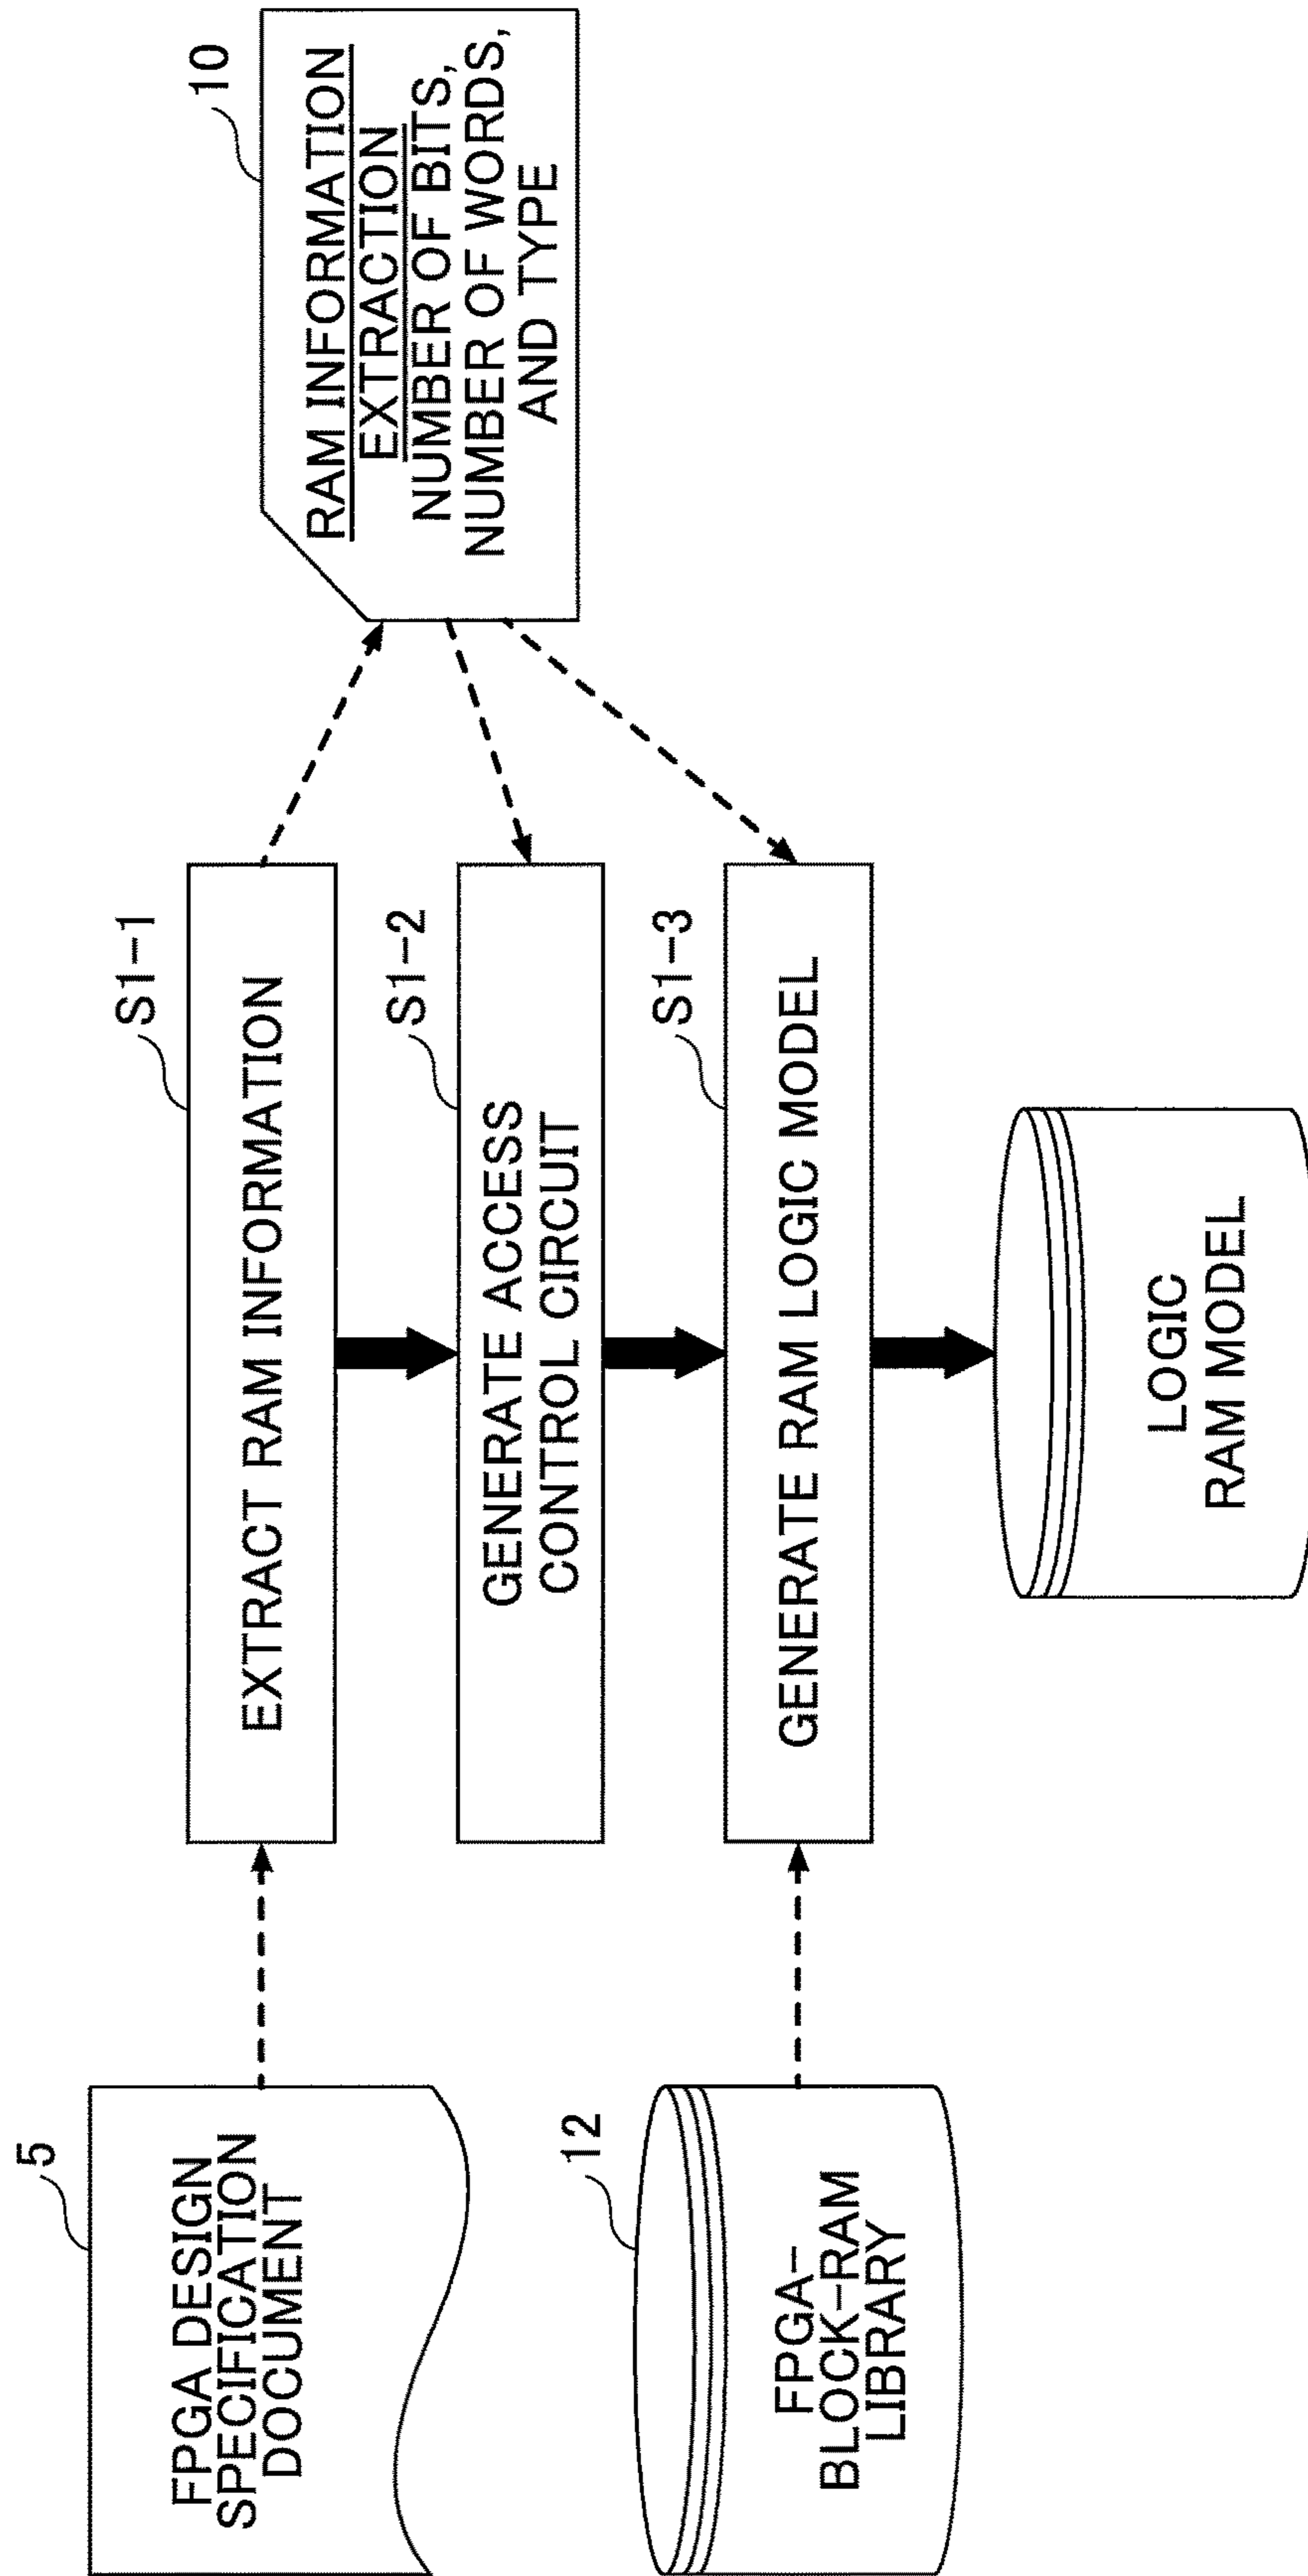 5
FPGA DESIGN
SPECIFICATION
DOCUMENT
S1-1
EXTRACT RAM INFORMATION
10
RAM INFORMATION
EXTRACTION
NUMBER OF BITS,
NUMBER OF WORDS,
AND TYPE
S1-2
GENERATE ACCESS
CONTROL CIRCUIT
12
FPGA-
BLOCK-RAM
LIBRARY
S1-3
GENERATE RAM LOGIC MODEL
LOGIC
RAM MODEL